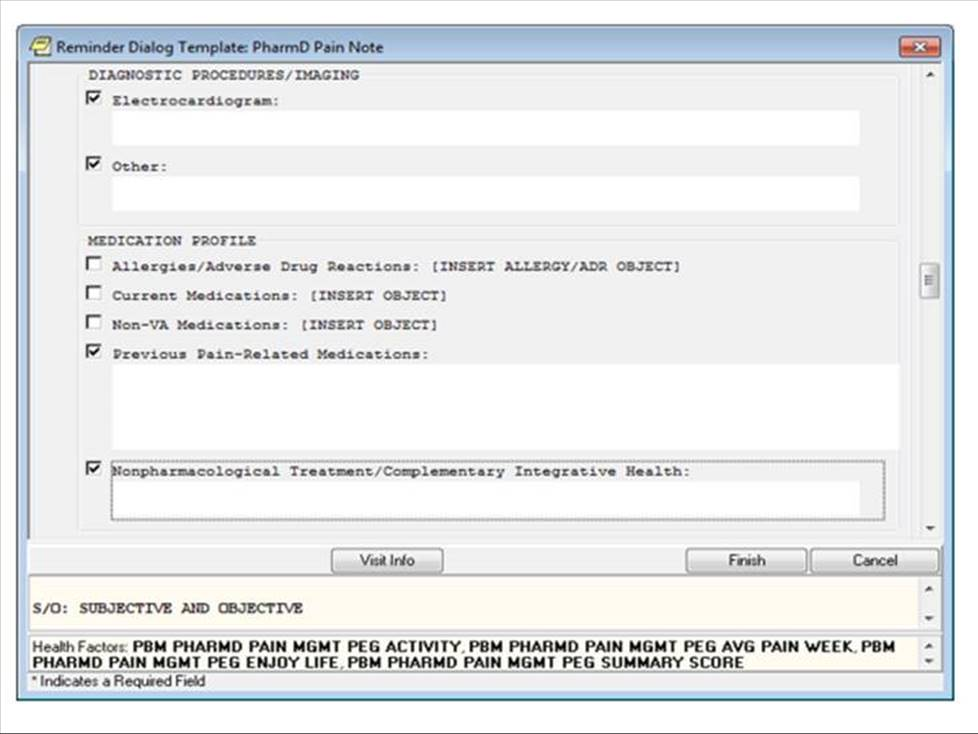 Reminder Dialog Template: PharmD Pain Note
DIAGNOSTIC PROCEDURES/IMAGING
Electrocardiogram:
Other:
MEDICATION PROFILE
Allergies/Adverse Drug Reactions: [INSERT ALLERGY/ADR OBJECT]
Current Medications: [INSERT OBJECT]
Non-VA Medications: [INSERT OBJECT]
Previous Pain-Related Medications:
Nonpharmacological Treatment/Complementary Integrative Health:
Visit Info Finish Cancel
S/O: SUBJECTIVE AND OBJECTIVE
Health Factors: PBM PHARMD PAIN MGMT PEG ACTIVITY, PBM PHARMD PAIN MGMT PEG AVG PAIN WEEK, PBM
PHARMD PAIN MGMT PEG ENJOY LIFE, PBM PHARMD PAIN MGMT PEG SUMMARY SCORE
* Indicates a Required Field